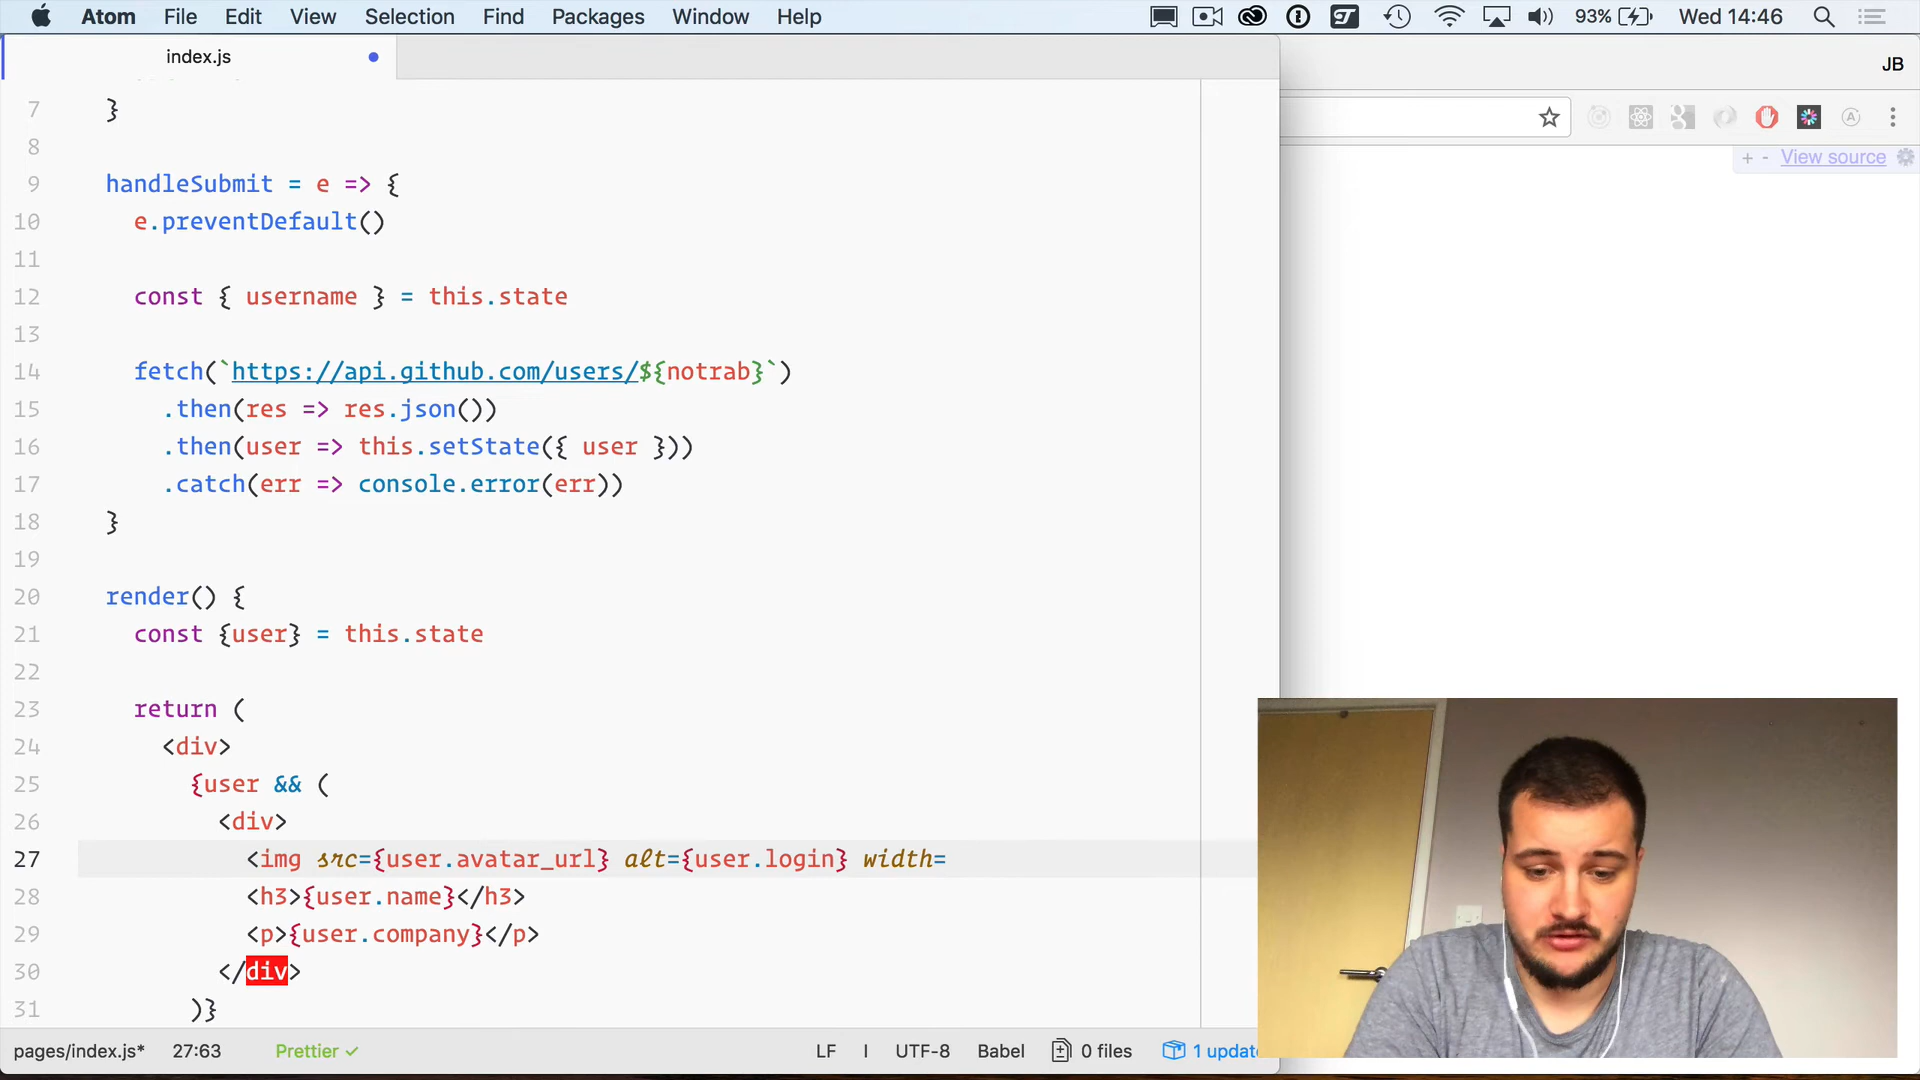 Atom File Edit View Selection Find Packages Window Help 93% Wed 14:46
index.js
JB
View source
7 }
8
9 handleSubmit = e => {
10 e.preventDefault()
11
12 const { username } = this.state
13
14 fetch(`https://api.github.com/users/${notrab}`)
15 .then(res => res.json())
16 .then(user => this.setState({ user }))
17 .catch(err => console.error(err))
18 }
19
20 render() {
21 const {user} = this.state
22
23 return (
24 <div>
25 {user && (
26 <div>
27 <img src={user.avatar_url} alt={user.login} width=
28 <h3>{user.name}</h3>
29 <p>{user.company}</p>
30 </div>
31 )}
pages/index.js* 27:63 Prettier ✓ LF I UTF-8 Babel 0 files 1 update